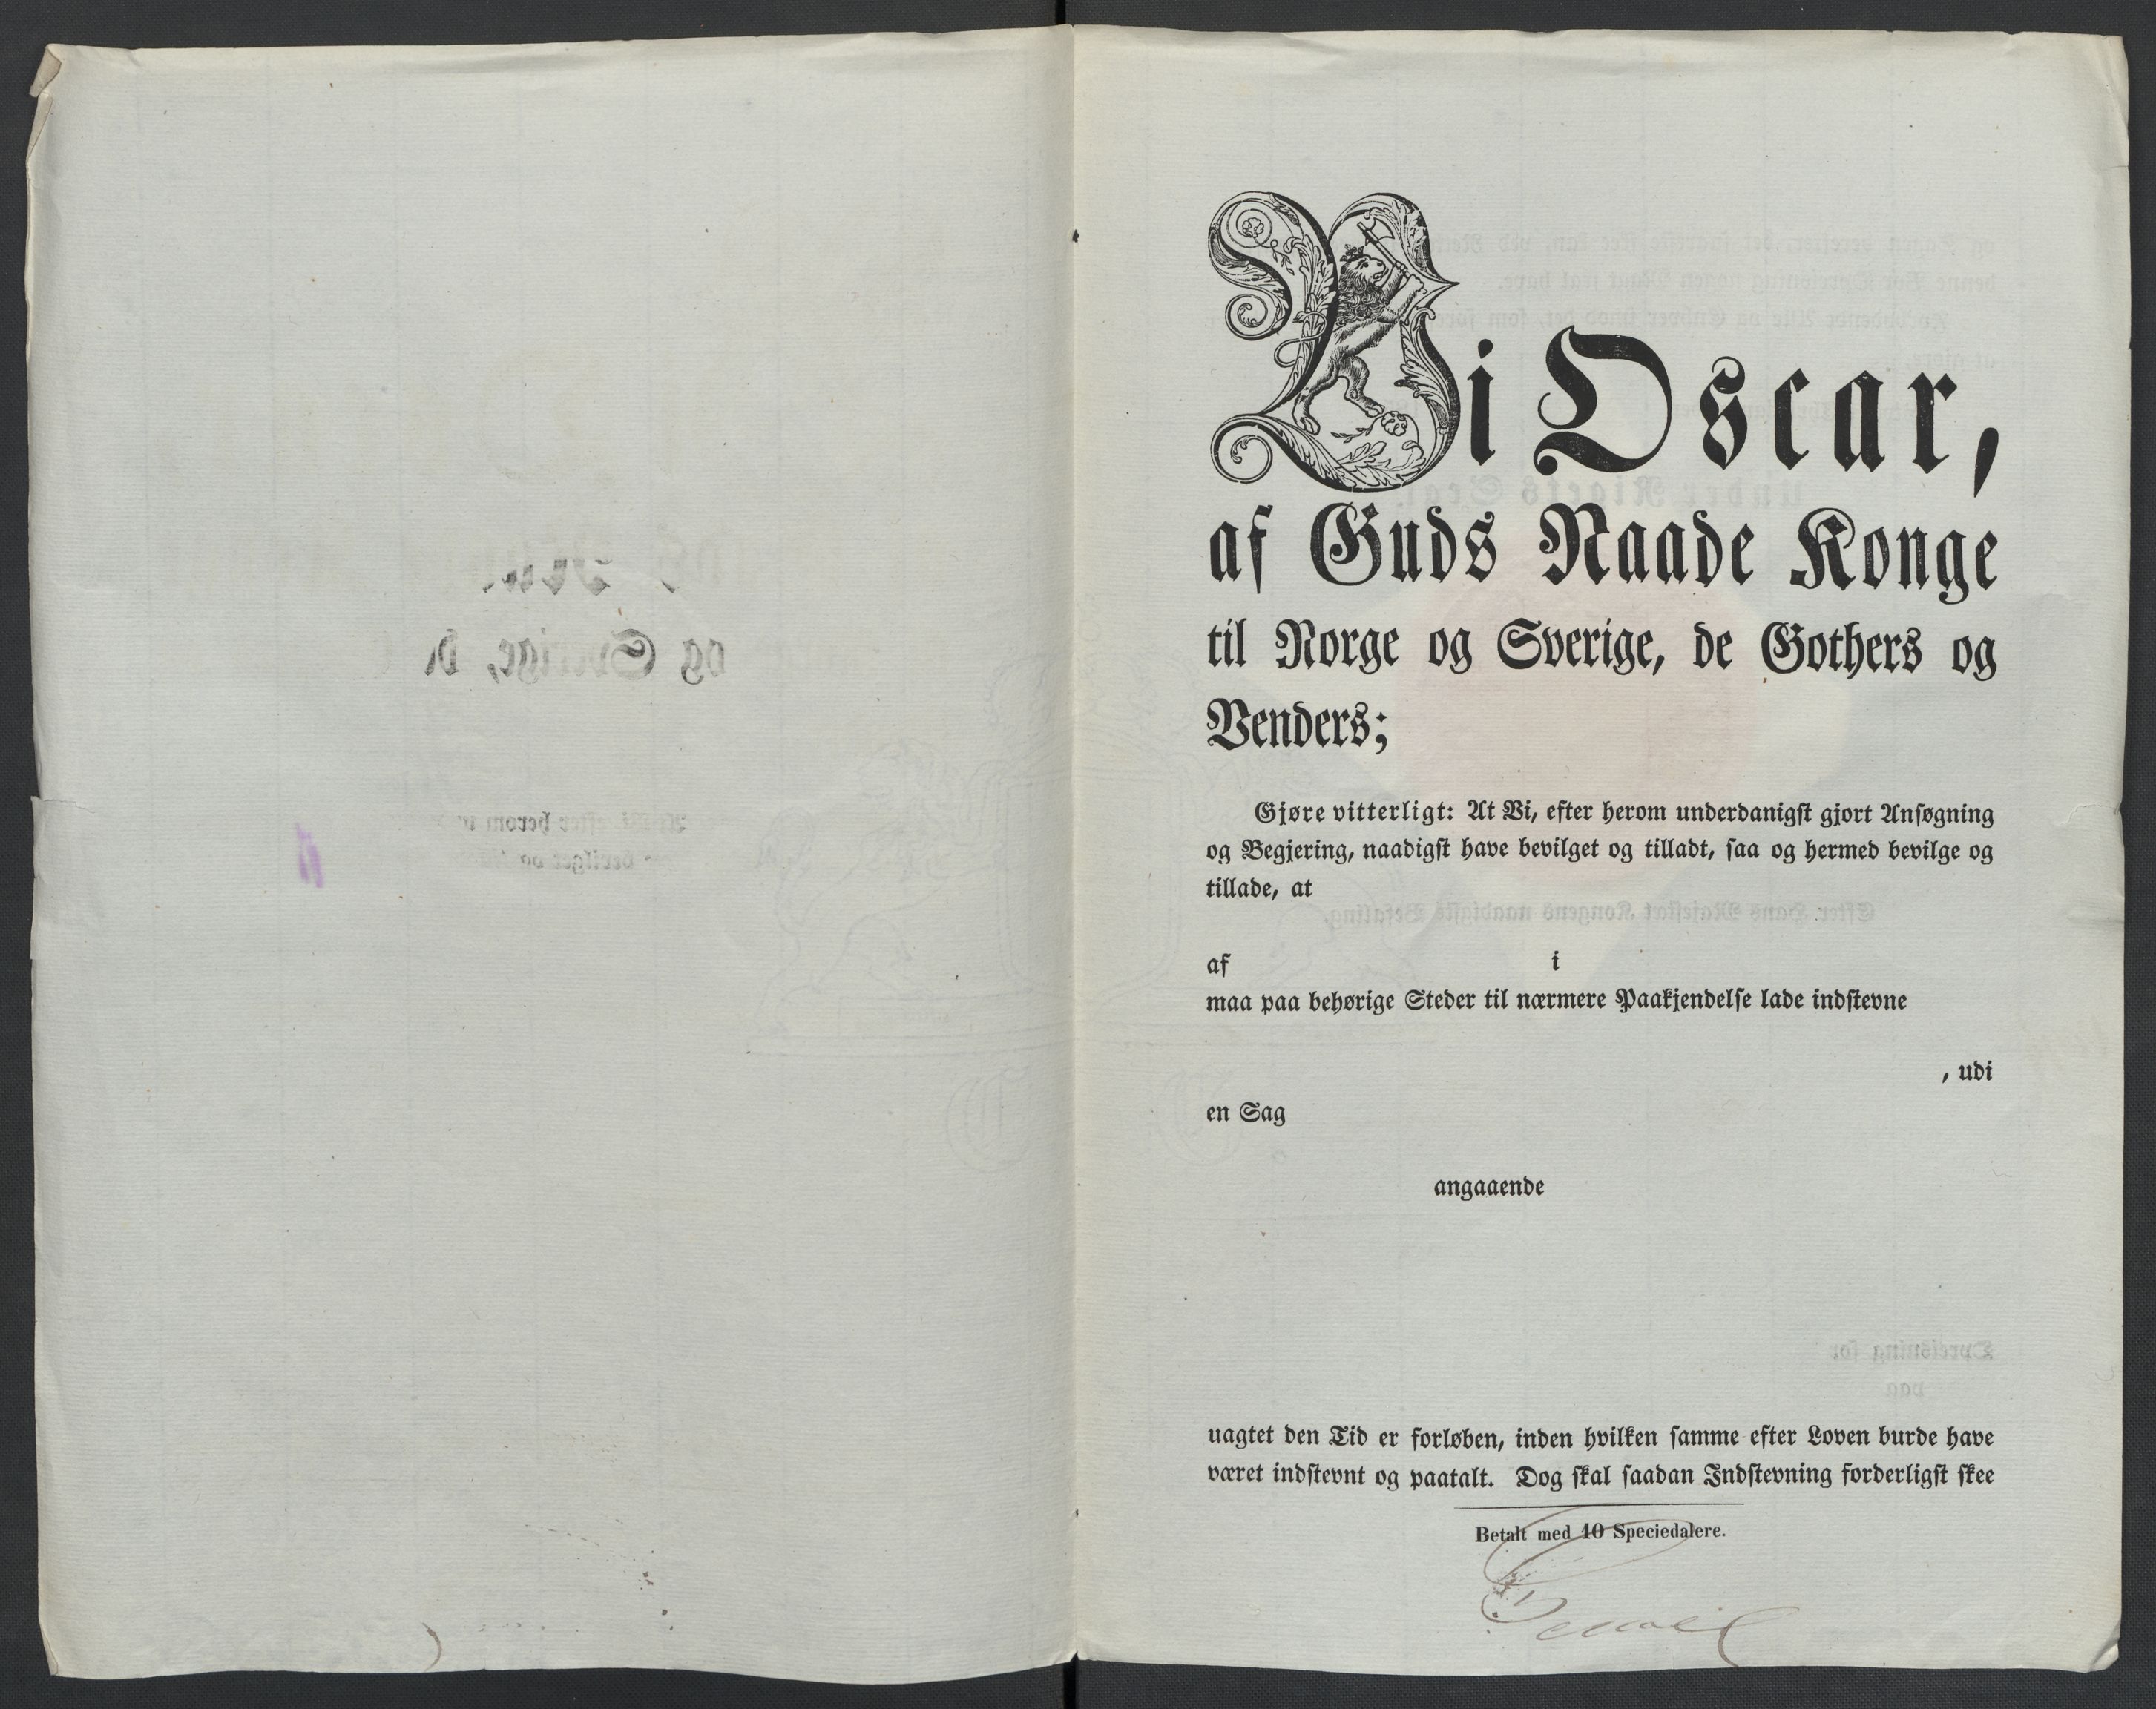 Vi Oscar,
af Guds Naade Konge
til Norge og Sverige, de Gothers og
Venders;
Gjøre vitterligt: At Vi, efter herom underdanigst gjort Ansøgning
og Begjering, naadigst have bevilget og tilladt, saa og hermed bevilge og
tillade, at
af i
maa paa behørige Steder til nærmere Paakjendelse lade indstevne
, udi
en Sag
angaaende
uagtet den Tid er forløben, inden hvilken samme efter Loven burde have
været indstevnt og paatalt. Dog skal saadan Indstevning forderligst skee
Betalt med 10 Speciedalere.